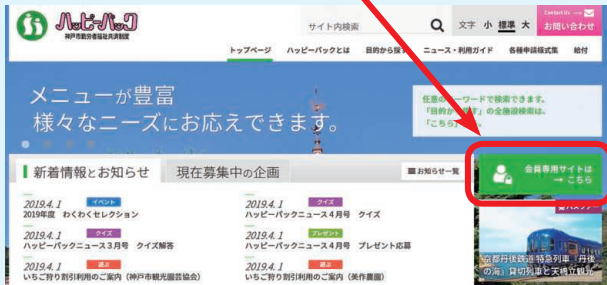 ハッピーパック
神戸市勤労者福祉共済制度
サイト内検索
文字 小 標準 大
Contact Us
お問い合わせ
トップページ ハッピーパックとは 目的から探す ニュース・利用ガイド 各種申請様式集 給付
メニューが豊富
様々なニーズにお応えできます。
任意のキーワードで検索できます。
「目的から探す」の全施設検索は、
「こちら」
新着情報とお知らせ 現在募集中の企画
お知らせ一覧
会員専用サイトは
→ こちら
2019.4.1 イベント
2019年度 わくわくセレクション
2019.4.1 クイズ
ハッピーパックニュース3月号 クイズ解答
2019.4.1 遊ぶ
いちご狩り割引利用のご案内（神戸市観光園芸協会）
2019.4.1 クイズ
ハッピーパックニュース4月号 クイズ
2019.4.1 プレゼント
ハッピーパックニュース4月号 プレゼント応募
2019.4.1 遊ぶ
いちご狩り割引利用のご案内（美作農園）
バスツアー
京都丹後鉄道 特急列車「丹後
の海」貸切列車と天橋立観光